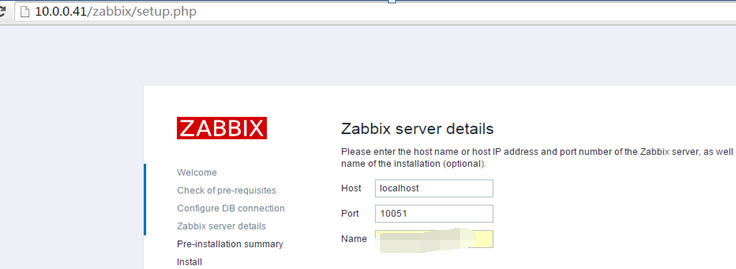 10.0.0.41/zabbix/setup.php
ZABBIX
Zabbix server details
Please enter the host name or host IP address and port number of the Zabbix server, as well
name of the installation (optional).
Welcome
Check of pre-requisites
Configure DB connection
Zabbix server details
Pre-installation summary
Install
Host localhost
Port 10051
Name